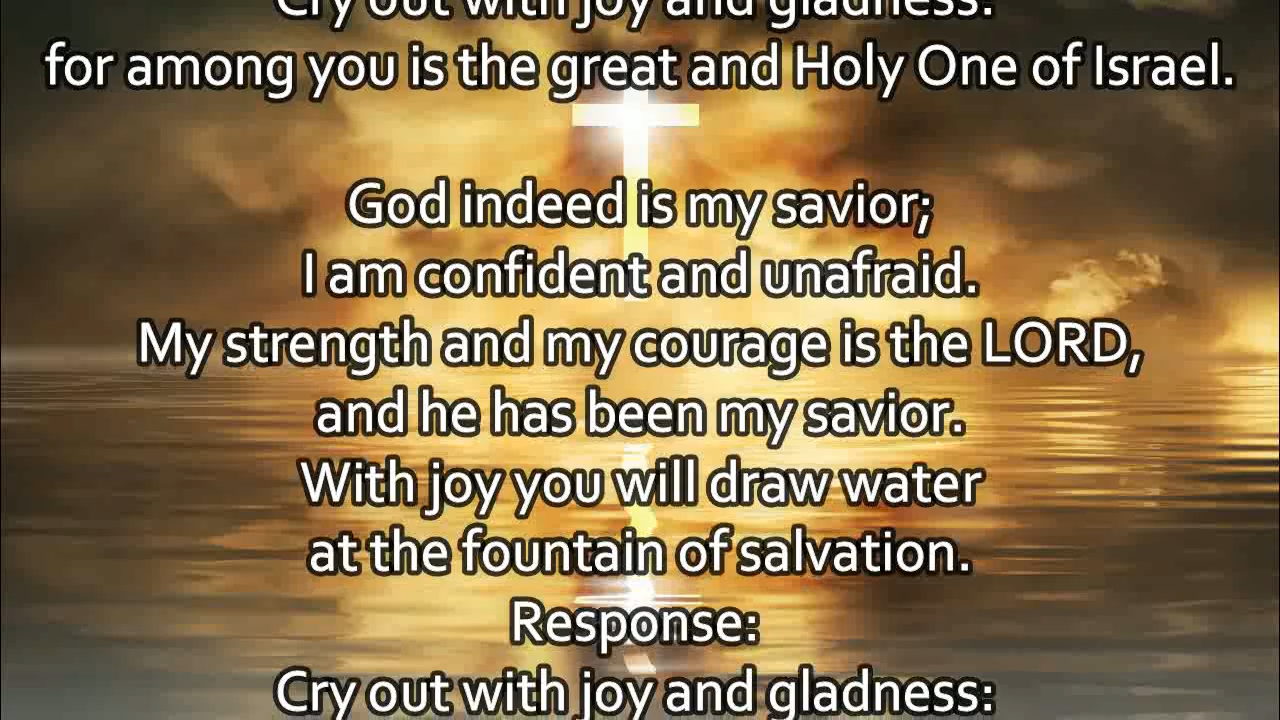 Cry out with joy and gladness:
for among you is the great and Holy One of Israel.
God indeed is my savior;
I am confident and unafraid.
My strength and my courage is the LORD,
and he has been my savior.
With joy you will draw water
at the fountain of salvation.
Response:
Cry out with joy and gladness: